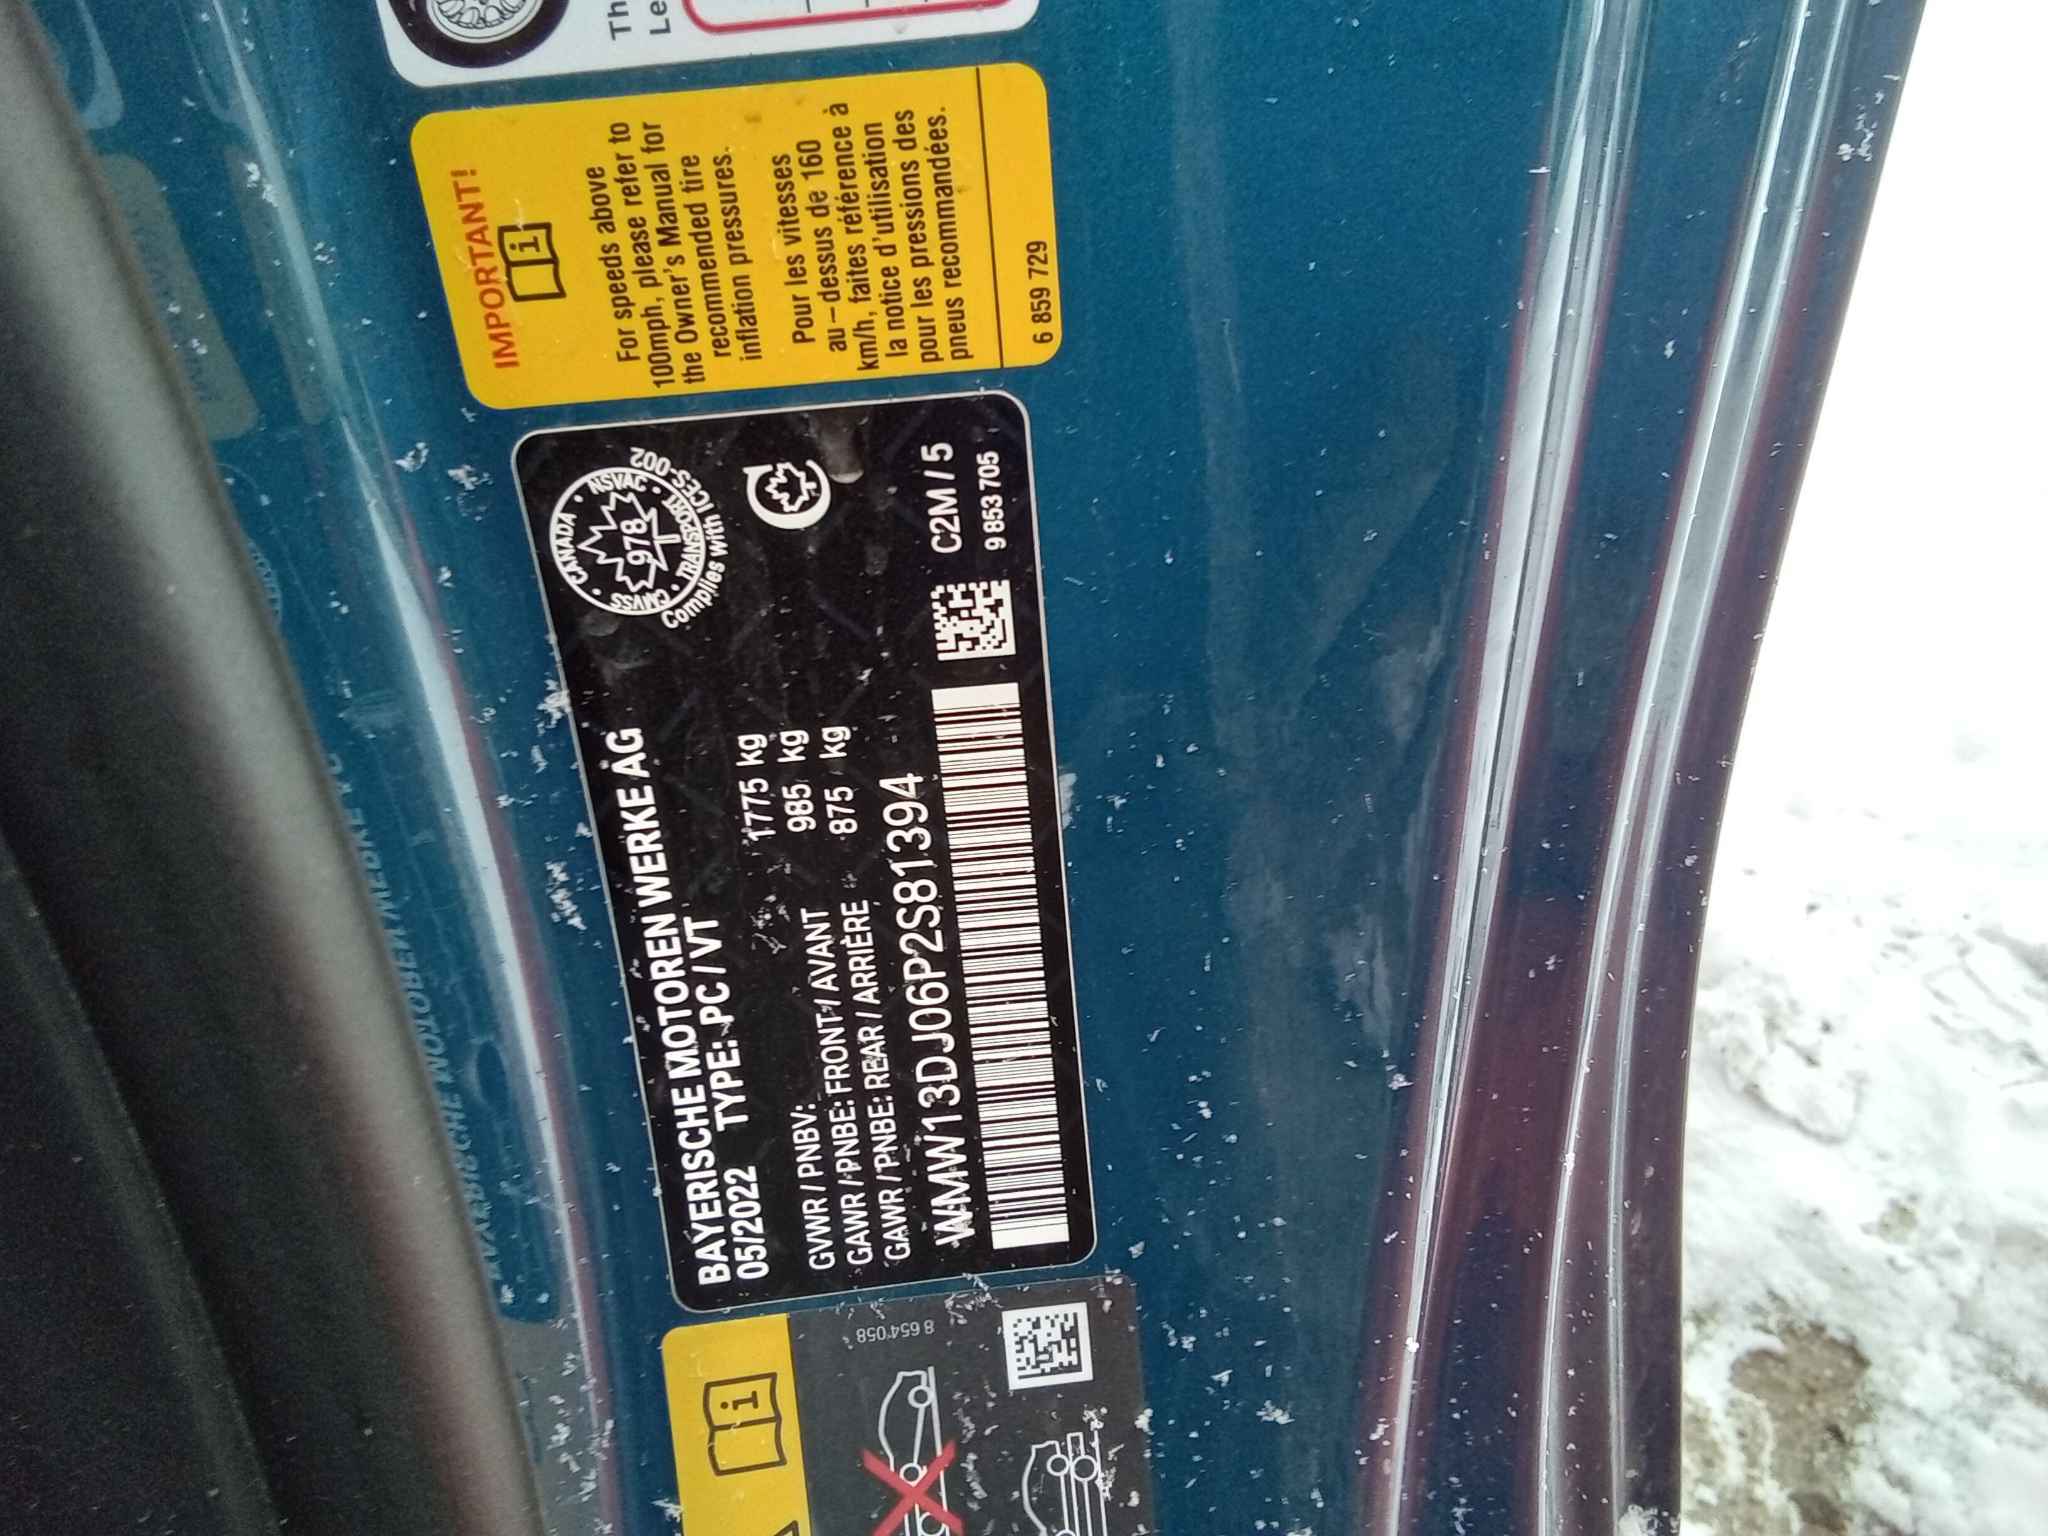 Th
Le
IMPORTANT!
For speeds above
100mph, please refer to
the Owner's Manual for
recommended tire
inflation pressures.
Pour les vitesses
au-dessus de 160
km/h, faites référence à
la notice d'utilisation
pour les pressions des
pneus recommandées.
6 859 729
BAYERISCHE MOTOREN WERKE AG
05/2022 TYPE: PC / VT
GVWR / PNBV: 1775 kg
GAWR / PNBE: FRONT / AVANT 985 kg
GAWR / PNBE: REAR / ARRIÈRE 875 kg
WMW13DJ06P2S81394
CANADA • NSVAC • TRANSPORT • CMVSS •
978
Complies with ICES-002
C
C2M / 5
9 853 705
8 654 058